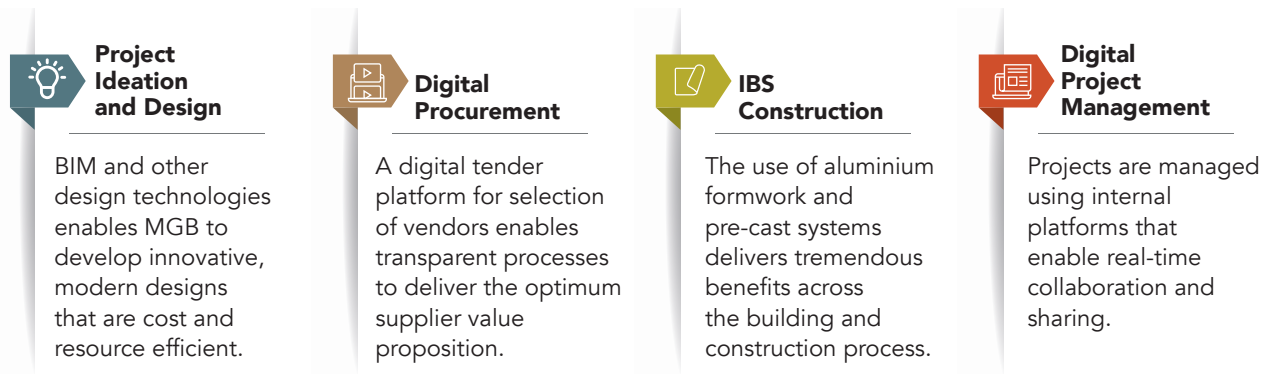 Project
Ideation
and Design
BIM and other
design technologies
enables MGB to
develop innovative,
modern designs
that are cost and
resource efficient.
Digital
Procurement
A digital tender
platform for selection
of vendors enables
transparent processes
to deliver the optimum
supplier value
proposition.
IBS
Construction
The use of aluminium
formwork and
pre-cast systems
delivers tremendous
benefits across
the building and
construction process.
Digital
Project
Management
Projects are managed
using internal
platforms that
enable real-time
collaboration and
sharing.